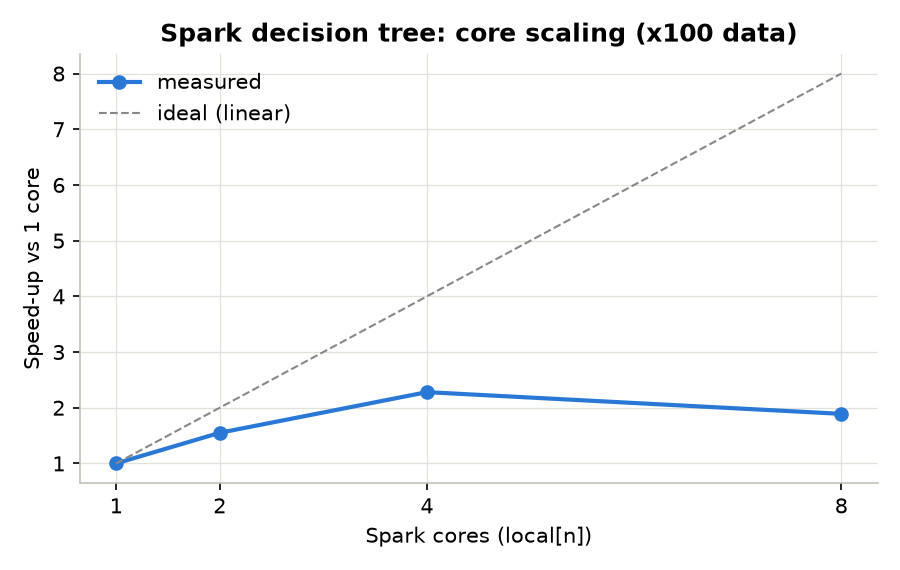 Spark decision tree: core scaling (x100 data)
measured
ideal (linear)
Speed-up vs 1 core
8
7
6
5
4
3
2
1
1 2 4 8
Spark cores (local[n])